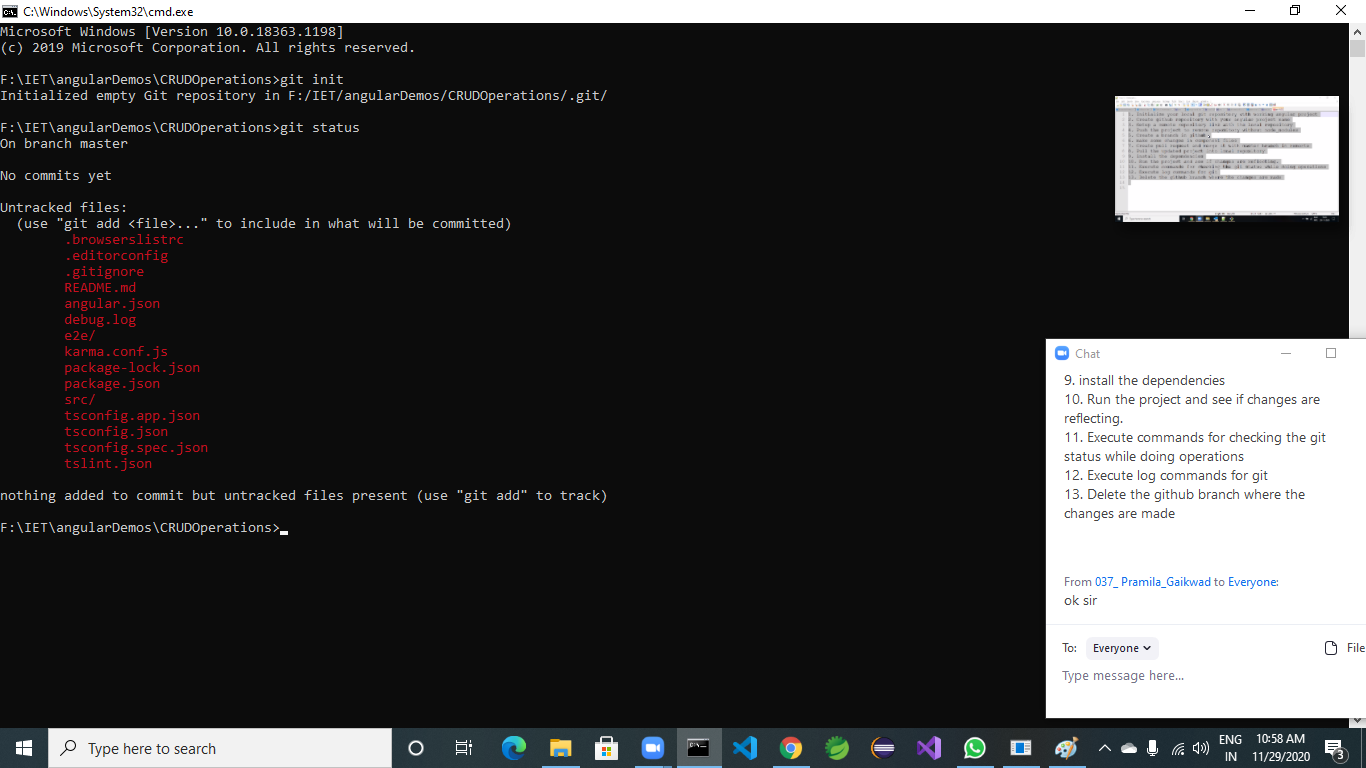 C:\Windows\System32\cmd.exe
Microsoft Windows [Version 10.0.18363.1198]
(c) 2019 Microsoft Corporation. All rights reserved.
F:\IET\angularDemos\CRUDOperations>git init
Initialized empty Git repository in F:/IET/angularDemos/CRUDOperations/.git/
F:\IET\angularDemos\CRUDOperations>git status
On branch master
No commits yet
Untracked files:
(use "git add <file>..." to include in what will be committed)
.browserslistrc
.editorconfig
.gitignore
README.md
angular.json
debug.log
e2e/
karma.conf.js
package-lock.json
package.json
src/
tsconfig.app.json
tsconfig.json
tsconfig.spec.json
tslint.json
nothing added to commit but untracked files present (use "git add" to track)
F:\IET\angularDemos\CRUDOperations>
Chat
9. install the dependencies
10. Run the project and see if changes are
reflecting.
11. Execute commands for checking the git
status while doing operations
12. Execute log commands for git
13. Delete the github branch where the
changes are made
From 037_ Pramila_Gaikwad to Everyone:
ok sir
To: Everyone File
Type message here...
Type here to search
ENG
IN
10:58 AM
11/29/2020
3